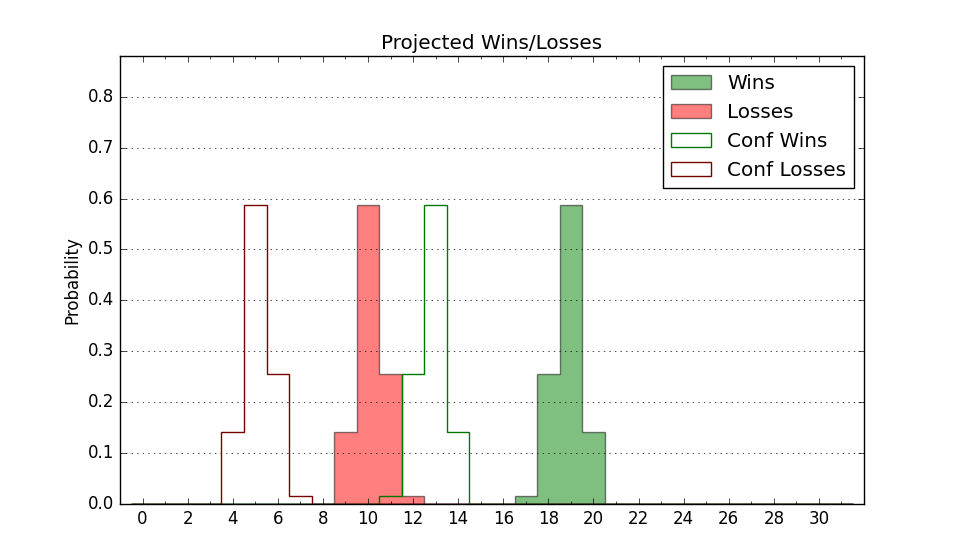 Projected Wins/Losses
Wins
Losses
Conf Wins
Conf Losses
Probability
0.8
0.7
0.6
0.5
0.4
0.3
0.2
0.1
0.0
0 2 4 6 8 10 12 14 16 18 20 22 24 26 28 30